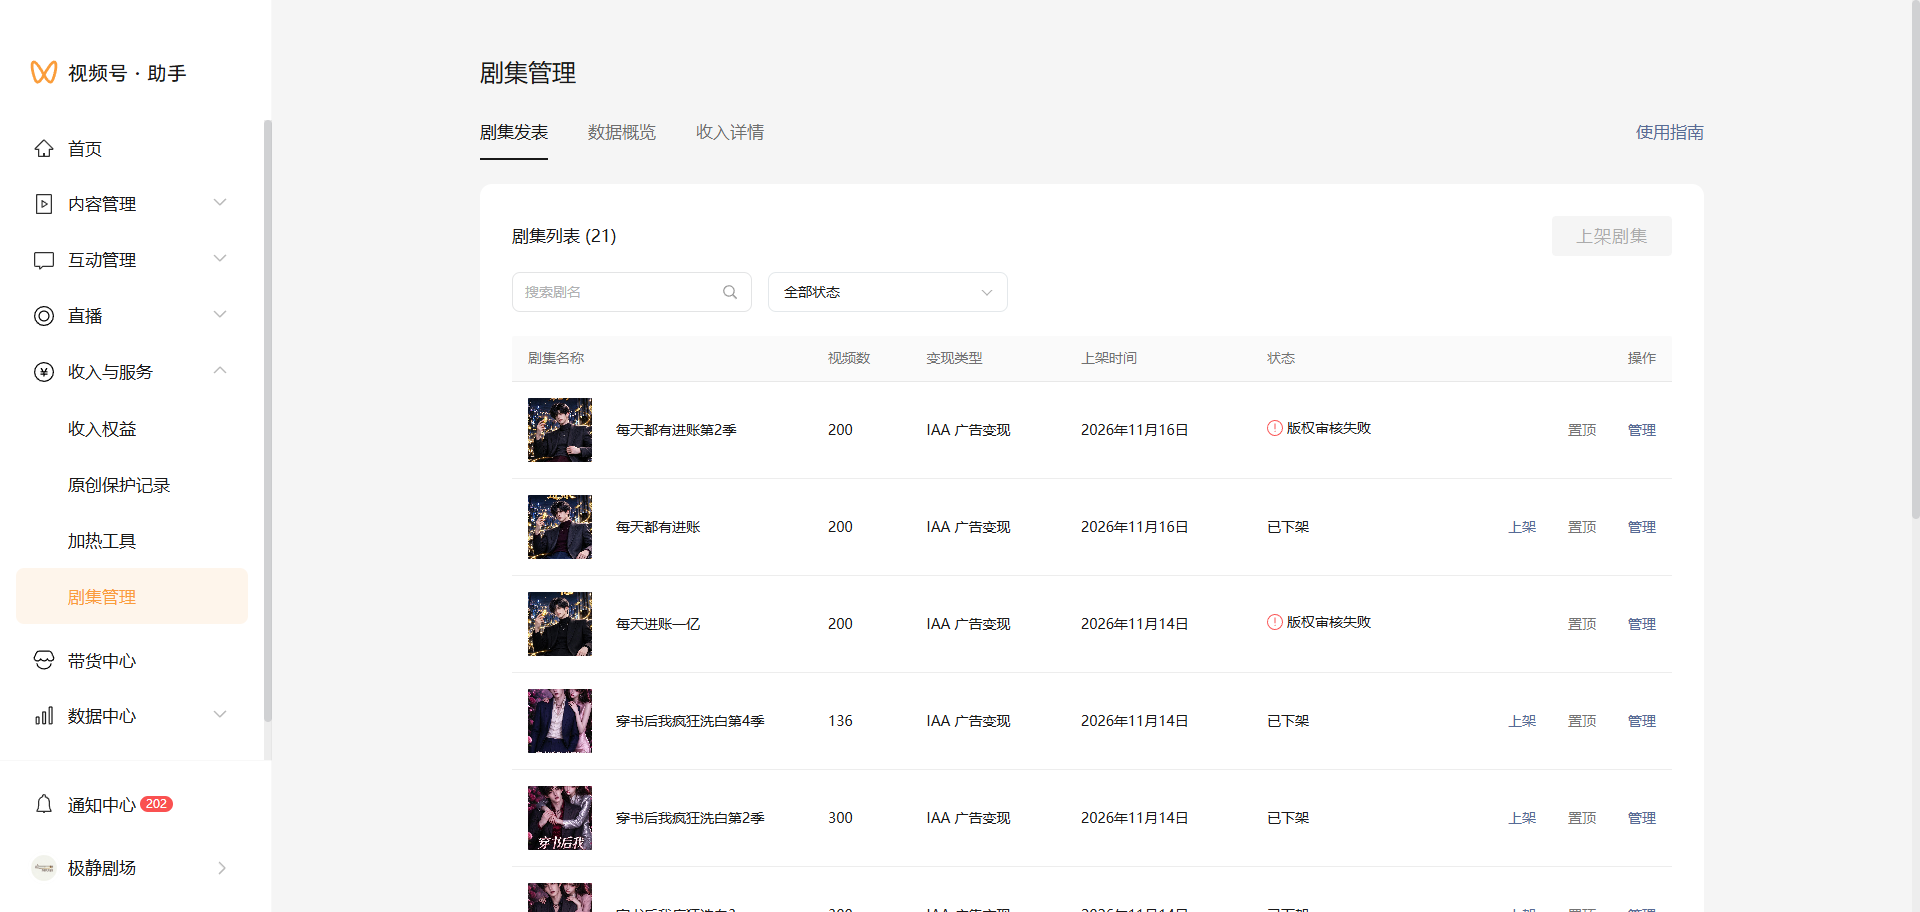 视频号·助手
首页
内容管理
互动管理
直播
收入与服务
收入权益
原创保护记录
加热工具
剧集管理
带货中心
数据中心
通知中心 202
极静剧场
剧集管理
剧集发表 数据概览 收入详情 使用指南
剧集列表 (21) 上架剧集
搜索剧名 全部状态
剧集名称 视频数 变现类型 上架时间 状态 操作
每天都有进账第2季 200 IAA 广告变现 2026年11月16日 版权审核失败 置顶 管理
每天都有进账 200 IAA 广告变现 2026年11月16日 已下架 上架 置顶 管理
每天进账一亿 200 IAA 广告变现 2026年11月14日 版权审核失败 置顶 管理
穿书后我疯狂洗白第4季 136 IAA 广告变现 2026年11月14日 已下架 上架 置顶 管理
穿书后我疯狂洗白第2季 300 IAA 广告变现 2026年11月14日 已下架 上架 置顶 管理
穿书后我